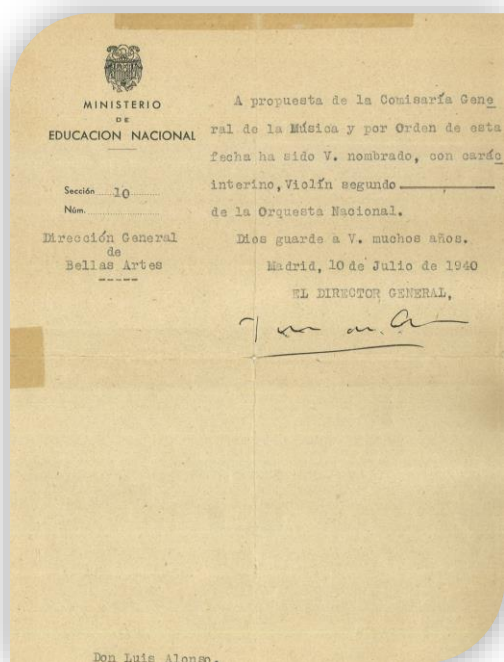 MINISTERIO
DE
EDUCACION NACIONAL
Sección 10
Núm.
Dirección General
de
Bellas Artes
A propuesta de la Comisaría Gene
ral de la Música y por Orden de esta
fecha ha sido V. nombrado, con carác
interino, Violín segundo
de la Orquesta Nacional.
Dios guarde a V. muchos años.
Madrid, 10 de Julio de 1940
EL DIRECTOR GENERAL,
Don Luis Alonso.